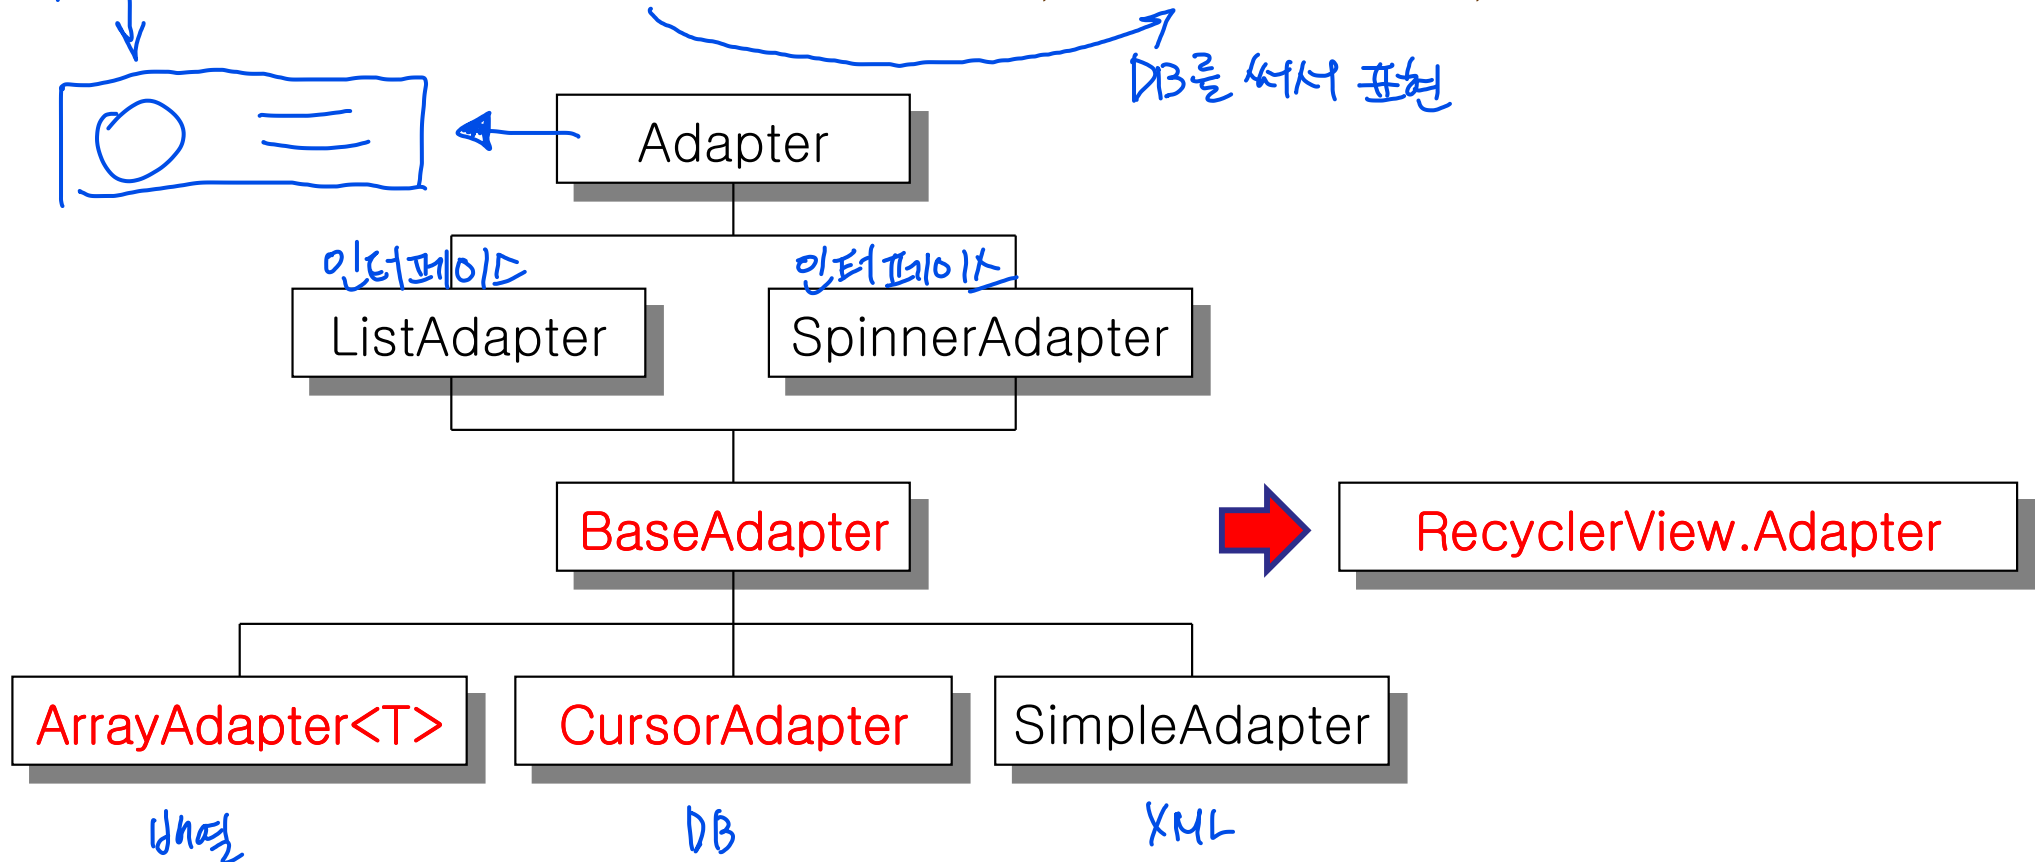 DB를 써서 표현
Adapter
인터페이스 인터페이스
ListAdapter SpinnerAdapter
BaseAdapter RecyclerView.Adapter
ArrayAdapter<T> CursorAdapter SimpleAdapter
배열 DB XML